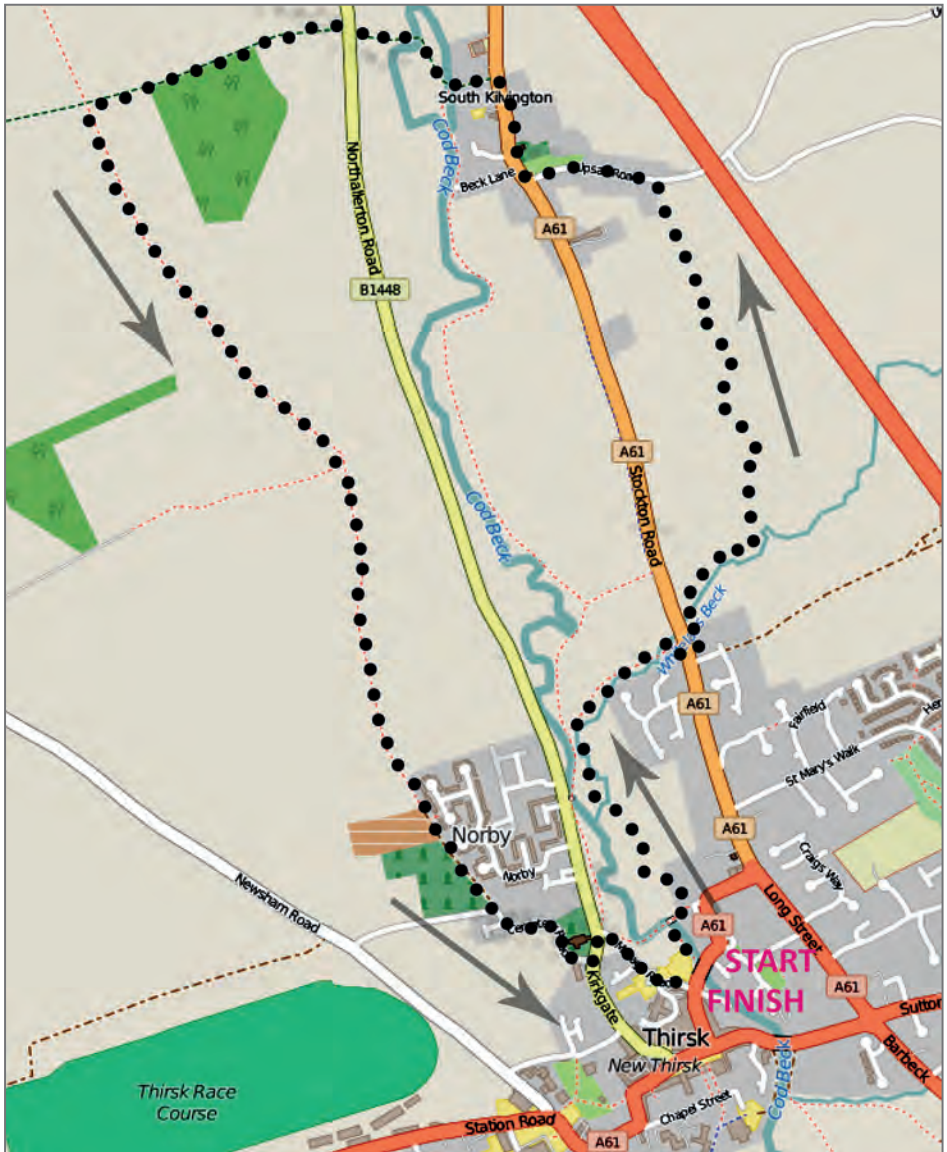 South Kilvington
Cod Beck
Northallerton Road
Beck Lane
A61
B1448
A61
Stockton Road
Cod Beck
A61
Fairfield
St Mary's Walk
A61
Norby
Craigs Way
Norby
Newsham Road
Long Street
A61
START
FINISH
A61
Kirkgate
Sutton
Thirsk
New Thirsk
Barbeck
Cod Beck
Thirsk Race
Course
Chapel Street
Station Road
A61